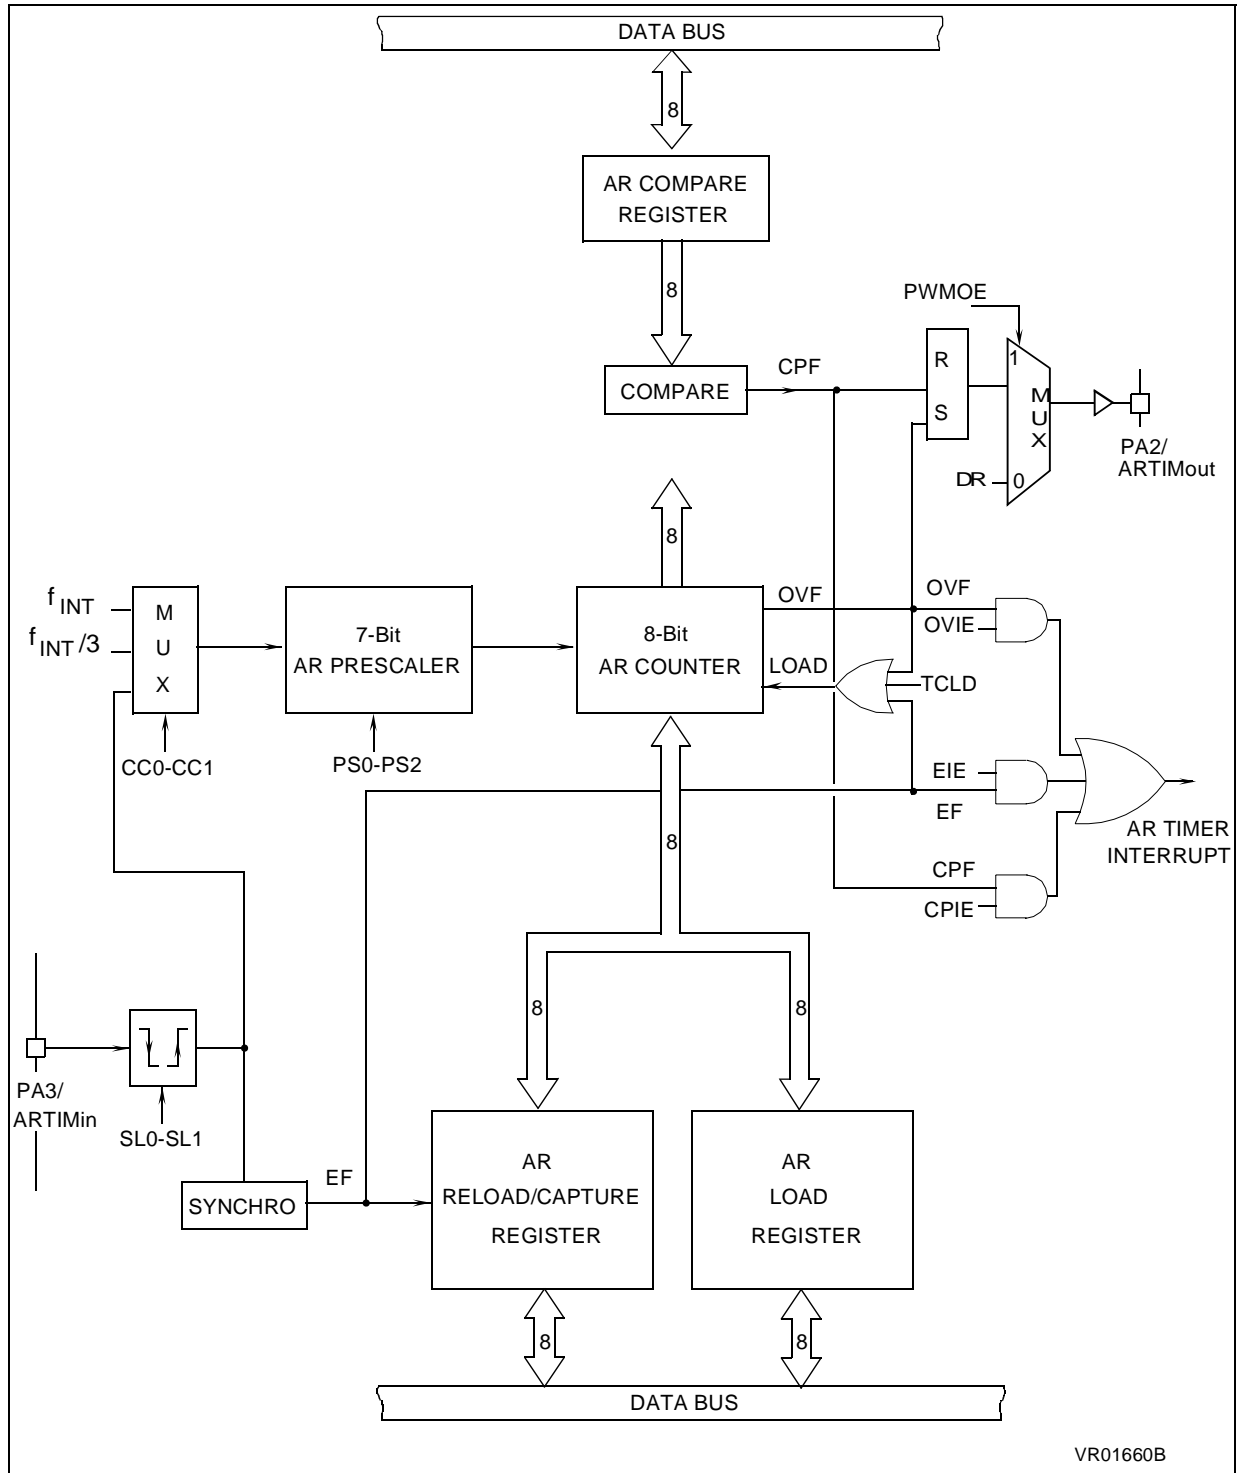 DATA BUS
8
AR COMPARE
REGISTER
8
PWMOE
COMPARE
CPF
R
S
1
MUX
DR
0
PA2/
ARTIMout
8
f INT
f INT /3
MUX
7-Bit
AR PRESCALER
8-Bit
AR COUNTER
OVF
LOAD
OVF
OVIE
TCLD
CC0-CC1
PS0-PS2
EIE
EF
AR TIMER
INTERRUPT
8
CPF
CPIE
8
8
PA3/
ARTIMin
SL0-SL1
SYNCHRO
EF
AR
RELOAD/CAPTURE
REGISTER
AR
LOAD
REGISTER
8
8
DATA BUS
VR01660B